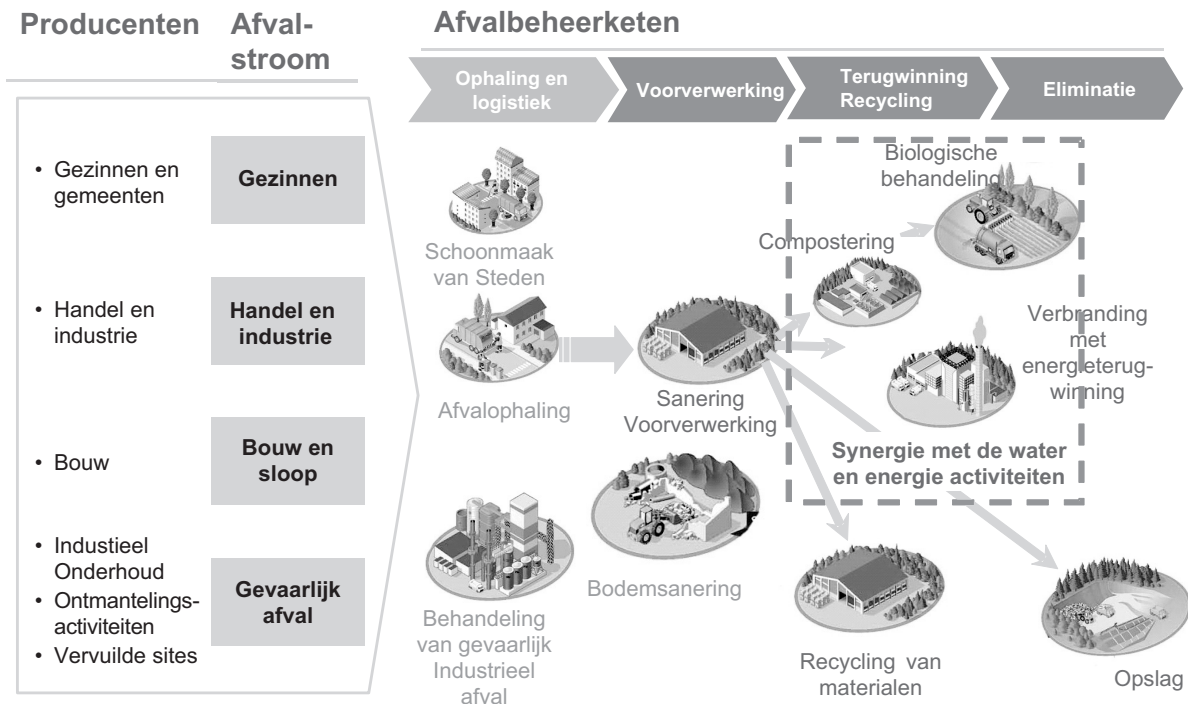 Producenten
Afval-
stroom
Afvalbeheerketen
Ophaling en
logistiek
Voorverwerking
Terugwinning
Recycling
Eliminatie
• Gezinnen en
gemeenten
Gezinnen
• Handel en
industrie
Handel en
industrie
• Bouw
Bouw en
sloop
• Industieel
Onderhoud
• Ontmantelings-
activiteiten
• Vervuilde sites
Gevaarlijk
afval
Schoonmaak
van Steden
Afvalophaling
Behandeling
van gevaarlijk
Industrieel
afval
Sanering
Voorverwerking
Bodemsanering
Biologische
behandeling
Compostering
Verbranding
met
energieterug-
winning
Synergie met de water
en energie activiteiten
Recycling van
materialen
Opslag